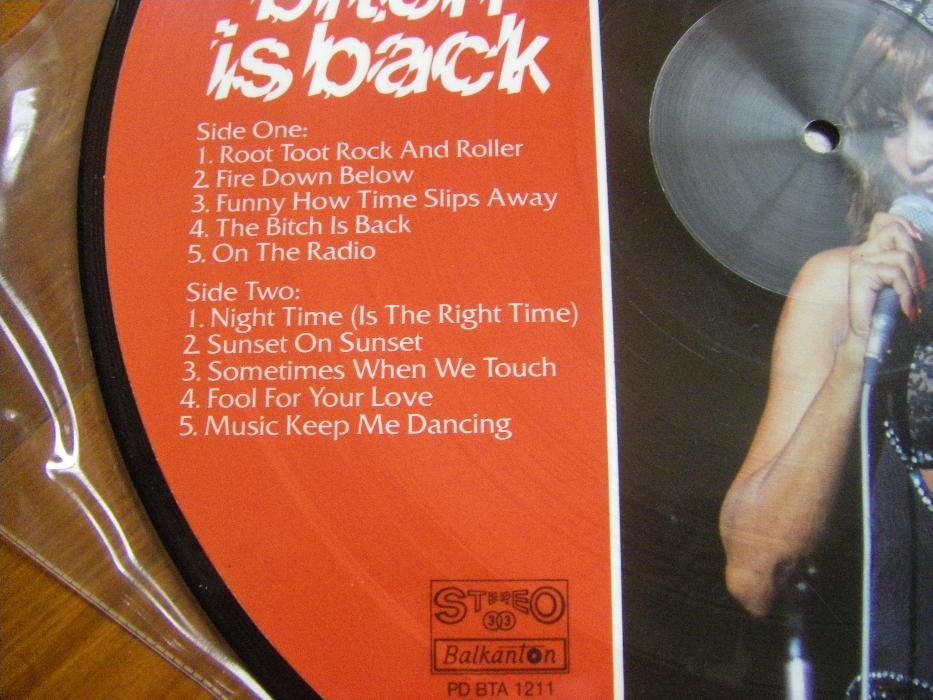 bitch
is back
Side One:
1. Root Toot Rock And Roller
2. Fire Down Below
3. Funny How Time Slips Away
4. The Bitch Is Back
5. On The Radio
Side Two:
1. Night Time (Is The Right Time)
2. Sunset On Sunset
3. Sometimes When We Touch
4. Fool For Your Love
5. Music Keep Me Dancing
STEREO
33
Balkanton
PD BTA 1211